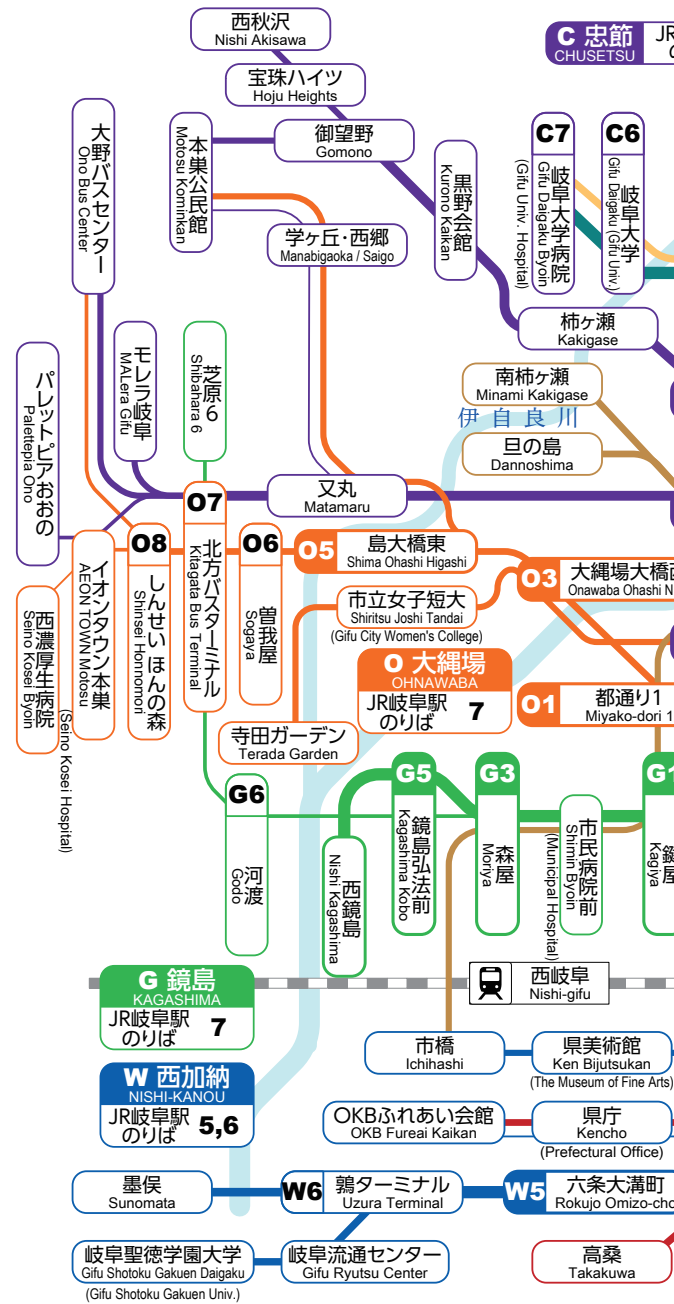 西秋沢
Nishi Akisawa
宝珠ハイツ
Hoju Heights
C 忠節
CHUSETSU
大野バスセンター
Ono Bus Center
本巣公民館
Motosu Kominkan
御望野
Gomono
黒野会館
Kurono Kaikan
C7
岐阜大学病院
Gifu Daigaku Byoin
(Gifu Univ. Hospital)
C6
岐阜大学
Gifu Daigaku (Gifu Univ.)
学ヶ丘・西郷
Manabigaoka / Saigo
柿ヶ瀬
Kakigase
パレットピアおおの
Palettepia Ono
モレラ岐阜
MALera Gifu
芝原6
Shibahara 6
南柿ヶ瀬
Minami Kakigase
伊自良川
旦の島
Dannoshima
又丸
Matamaru
西濃厚生病院
Seino Kosei Byoin
(Seino Kosei Hospital)
イオンタウン本巣
AEON TOWN Motosu
O8
しんせい ほんの森
Shinsei Honnomori
O7
北方バスターミナル
Kitagata Bus Terminal
O6
曽我屋
Sogaya
O5
島大橋東
Shima Ohashi Higashi
O3
大縄場大橋西
Onawaba Ohashi N
市立女子短大
Shiritsu Joshi Tandai
(Gifu City Women's College)
O 大縄場
OHNAWABA
JR岐阜駅
のりば 7
O1
都通り1
Miyako-dori 1
寺田ガーデン
Terada Garden
G6
河渡
Godo
西鏡島
Nishi Kagashima
G5
鏡島弘法前
Kagashima Kobo
G3
森屋
Moriya
市民病院前
Shimin Byoin
(Municipal Hospital)
G1
鍵屋
Kagiya
G 鏡島
KAGASHIMA
JR岐阜駅
のりば 7
西岐阜
Nishi-gifu
W 西加納
NISHI-KANOU
JR岐阜駅
のりば 5,6
市橋
Ichihashi
県美術館
Ken Bijutsukan
(The Museum of Fine Arts)
OKBふれあい会館
OKB Fureai Kaikan
県庁
Kencho
(Prefectural Office)
墨俣
Sunomata
W6
鶉ターミナル
Uzura Terminal
W5
六条大溝町
Rokujo Omizo-cho
岐阜聖徳学園大学
Gifu Shotoku Gakuen Daigaku
(Gifu Shotoku Gakuen Univ.)
岐阜流通センター
Gifu Ryutsu Center
高桑
Takakuwa